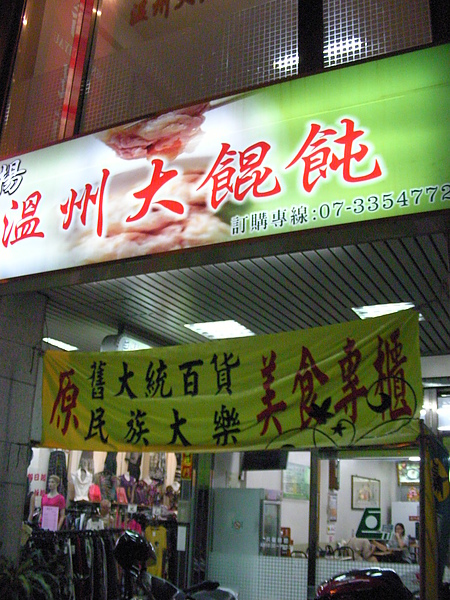 湯
溫州大餛飩
訂購專線:07-3354772
原 舊大統百貨 美食專櫃
民族大樂